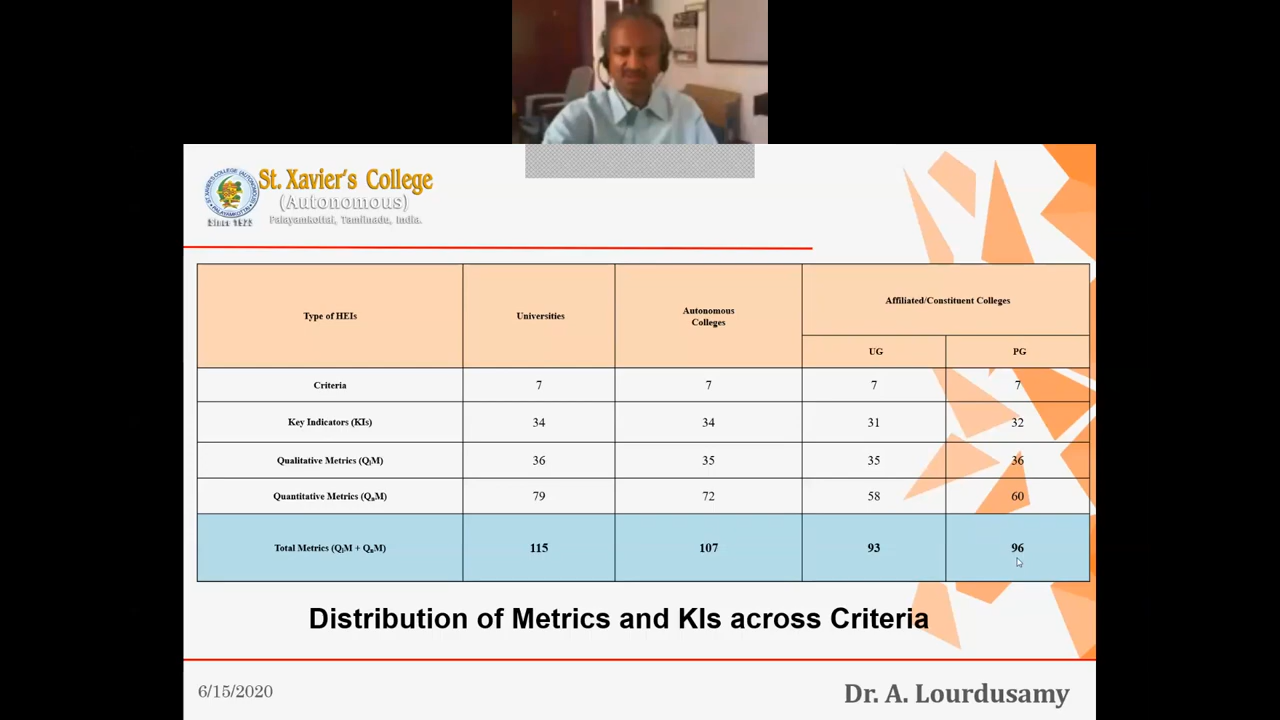 St. Xavier's College
(Autonomous)
Palayamkottai, Tamilnadu, India.
Since 1923
Type of HEIs
Universities
Autonomous
Colleges
Affiliated/Constituent Colleges
UG
PG
Criteria 7 7 7 7
Key Indicators (KIs) 34 34 31 32
Qualitative Metrics (QlM) 36 35 35 36
Quantitative Metrics (QnM) 79 72 58 60
Total Metrics (QlM + QnM) 115 107 93 96
Distribution of Metrics and KIs across Criteria
6/15/2020
Dr. A. Lourdusamy